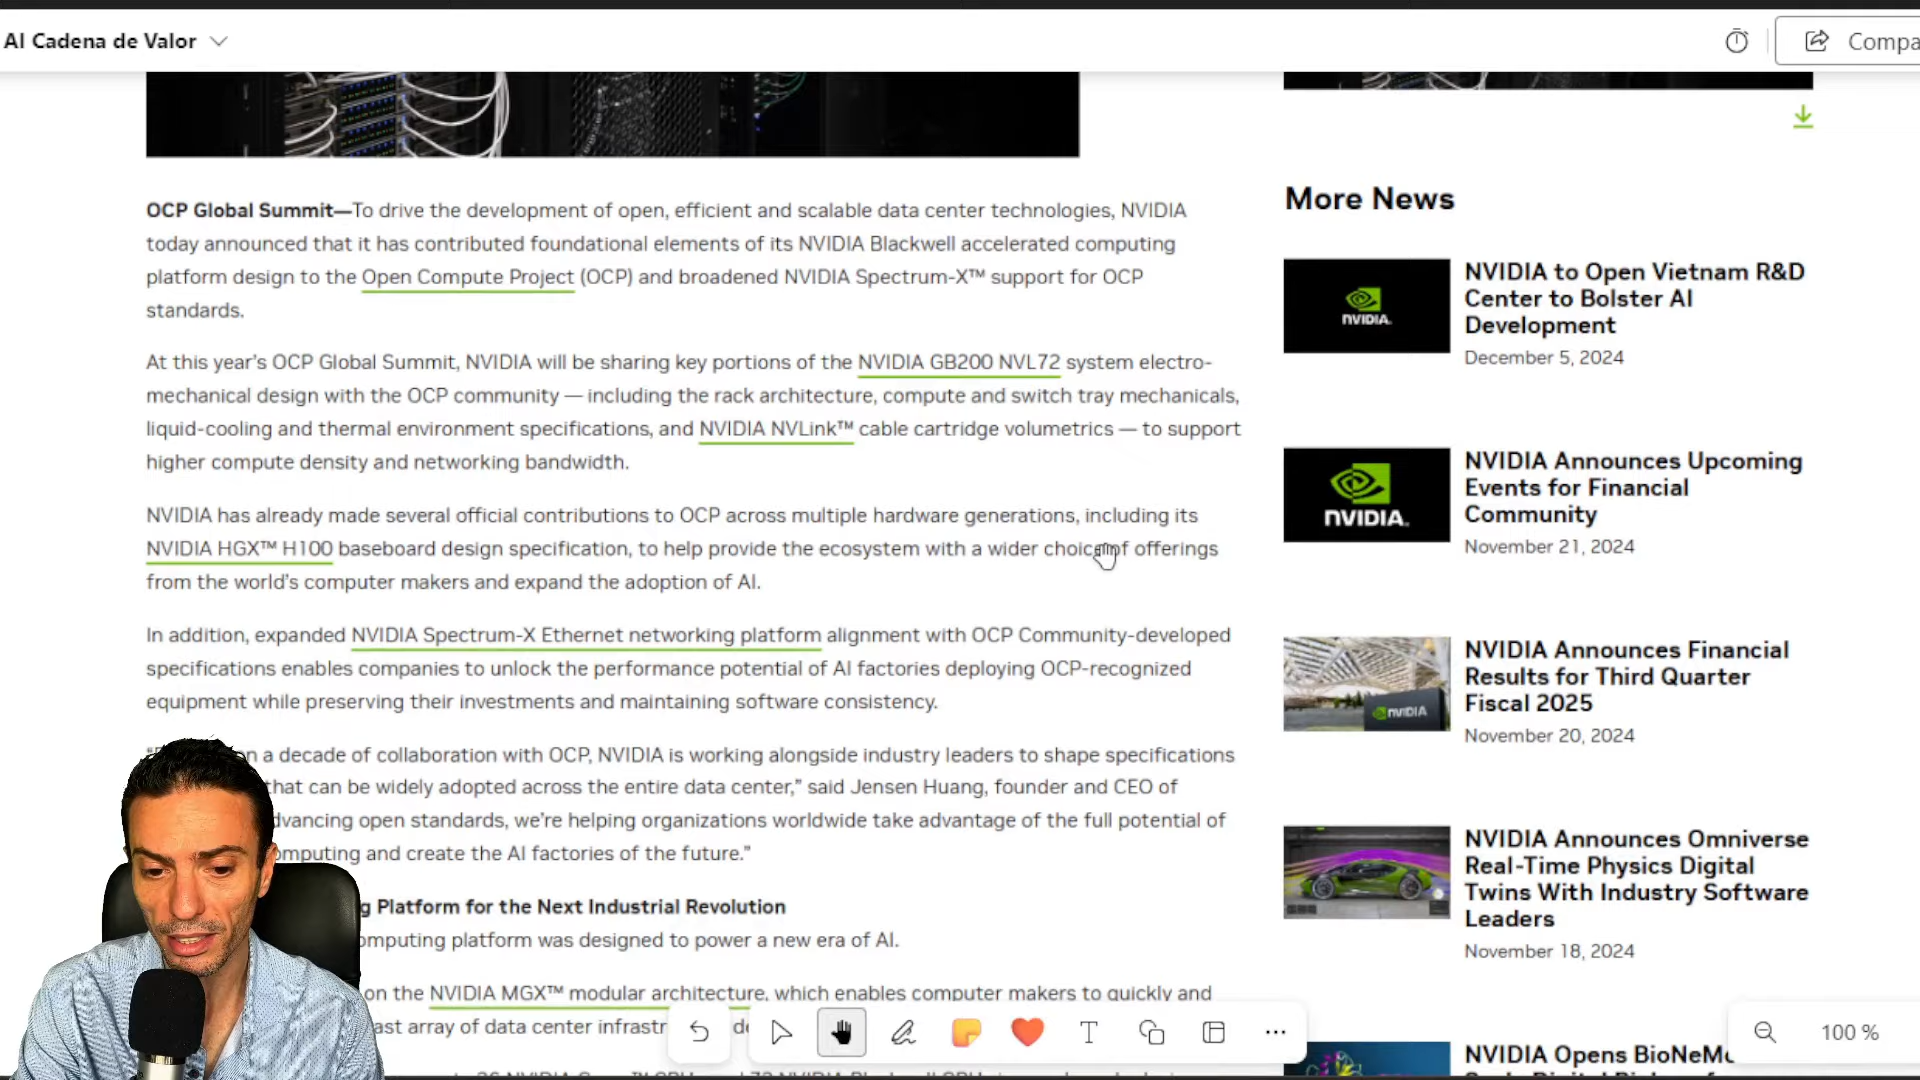 AI Cadena de Valor
Compa
OCP Global Summit—To drive the development of open, efficient and scalable data center technologies, NVIDIA
today announced that it has contributed foundational elements of its NVIDIA Blackwell accelerated computing
platform design to the Open Compute Project (OCP) and broadened NVIDIA Spectrum-X™ support for OCP
standards.
At this year's OCP Global Summit, NVIDIA will be sharing key portions of the NVIDIA GB200 NVL72 system electro-
mechanical design with the OCP community — including the rack architecture, compute and switch tray mechanicals,
liquid-cooling and thermal environment specifications, and NVIDIA NVLink™ cable cartridge volumetrics — to support
higher compute density and networking bandwidth.
NVIDIA has already made several official contributions to OCP across multiple hardware generations, including its
NVIDIA HGX™ H100 baseboard design specification, to help provide the ecosystem with a wider choice of offerings
from the world's computer makers and expand the adoption of AI.
In addition, expanded NVIDIA Spectrum-X Ethernet networking platform alignment with OCP Community-developed
specifications enables companies to unlock the performance potential of AI factories deploying OCP-recognized
equipment while preserving their investments and maintaining software consistency.
n a decade of collaboration with OCP, NVIDIA is working alongside industry leaders to shape specifications
that can be widely adopted across the entire data center,” said Jensen Huang, founder and CEO of
dvancing open standards, we're helping organizations worldwide take advantage of the full potential of
omputing and create the AI factories of the future.”
g Platform for the Next Industrial Revolution
omputing platform was designed to power a new era of AI.
on the NVIDIA MGX™ modular architecture, which enables computer makers to quickly and
ast array of data center infrastr
More News
NVIDIA.
NVIDIA to Open Vietnam R&D
Center to Bolster AI
Development
December 5, 2024
NVIDIA.
NVIDIA Announces Upcoming
Events for Financial
Community
November 21, 2024
NVIDIA
NVIDIA Announces Financial
Results for Third Quarter
Fiscal 2025
November 20, 2024
NVIDIA Announces Omniverse
Real-Time Physics Digital
Twins With Industry Software
Leaders
November 18, 2024
NVIDIA Opens BioNeMo
100 %